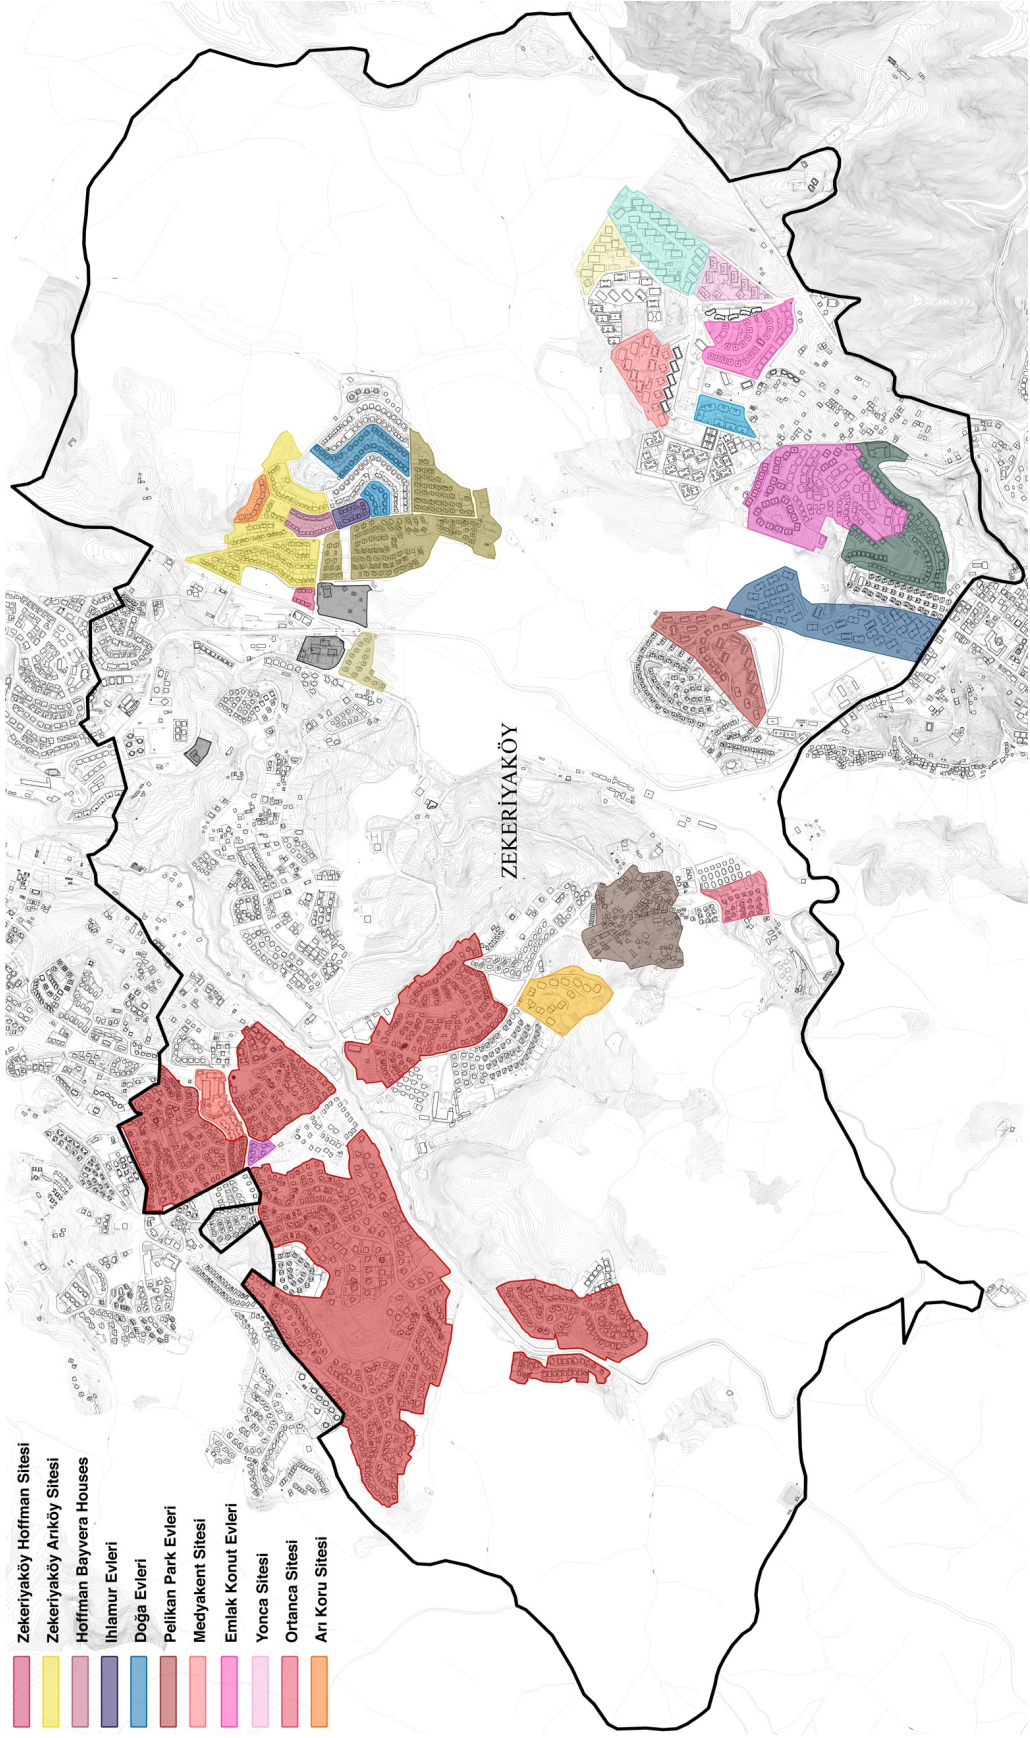 Zekeriyaköy Hoffman Sitesi
Zekeriyaköy Arıköy Sitesi
Hoffman Bayvera Houses
Ihlamur Evleri
Doğa Evleri
Pelikan Park Evleri
Medyakent Sitesi
Emlak Konut Evleri
Yonca Sitesi
Ortanca Sitesi
Arı Koru Sitesi
ZEKERİYAKÖY